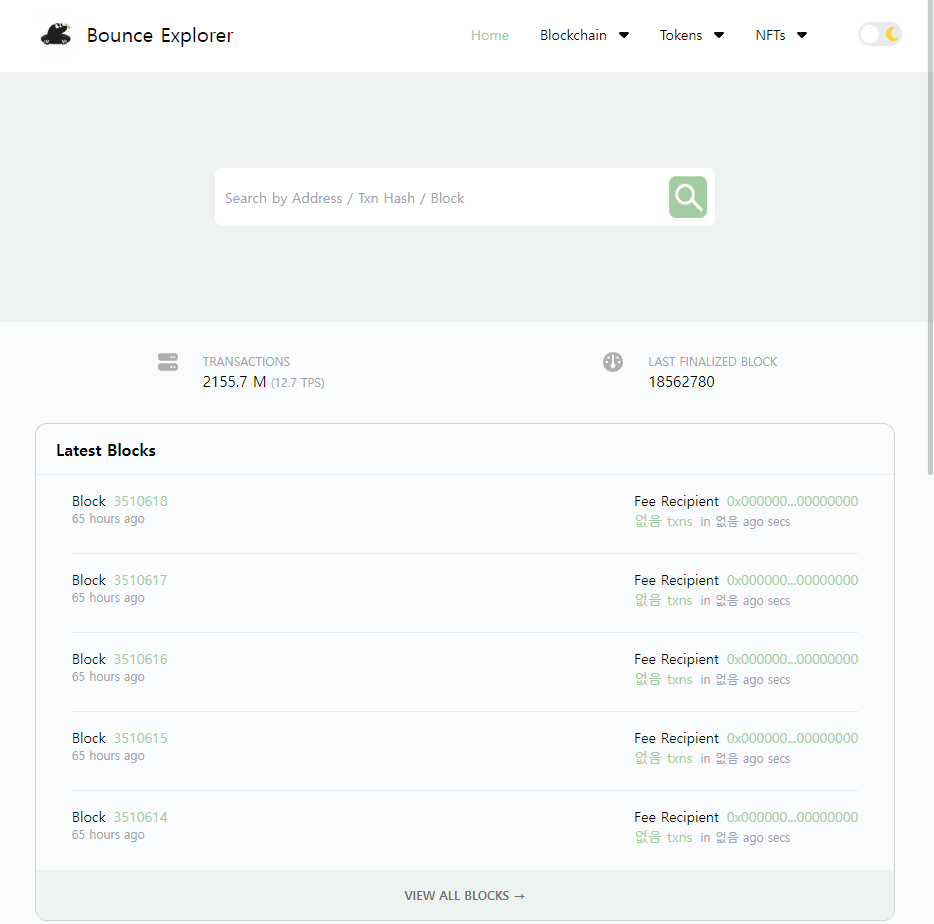 Bounce Explorer
Home Blockchain Tokens NFTs
Search by Address / Txn Hash / Block
TRANSACTIONS
2155.7 M (12.7 TPS)
LAST FINALIZED BLOCK
18562780
Latest Blocks
Block 3510618
65 hours ago
Fee Recipient 0x000000...00000000
없음 txns in 없음 ago secs
Block 3510617
65 hours ago
Fee Recipient 0x000000...00000000
없음 txns in 없음 ago secs
Block 3510616
65 hours ago
Fee Recipient 0x000000...00000000
없음 txns in 없음 ago secs
Block 3510615
65 hours ago
Fee Recipient 0x000000...00000000
없음 txns in 없음 ago secs
Block 3510614
65 hours ago
Fee Recipient 0x000000...00000000
없음 txns in 없음 ago secs
VIEW ALL BLOCKS →